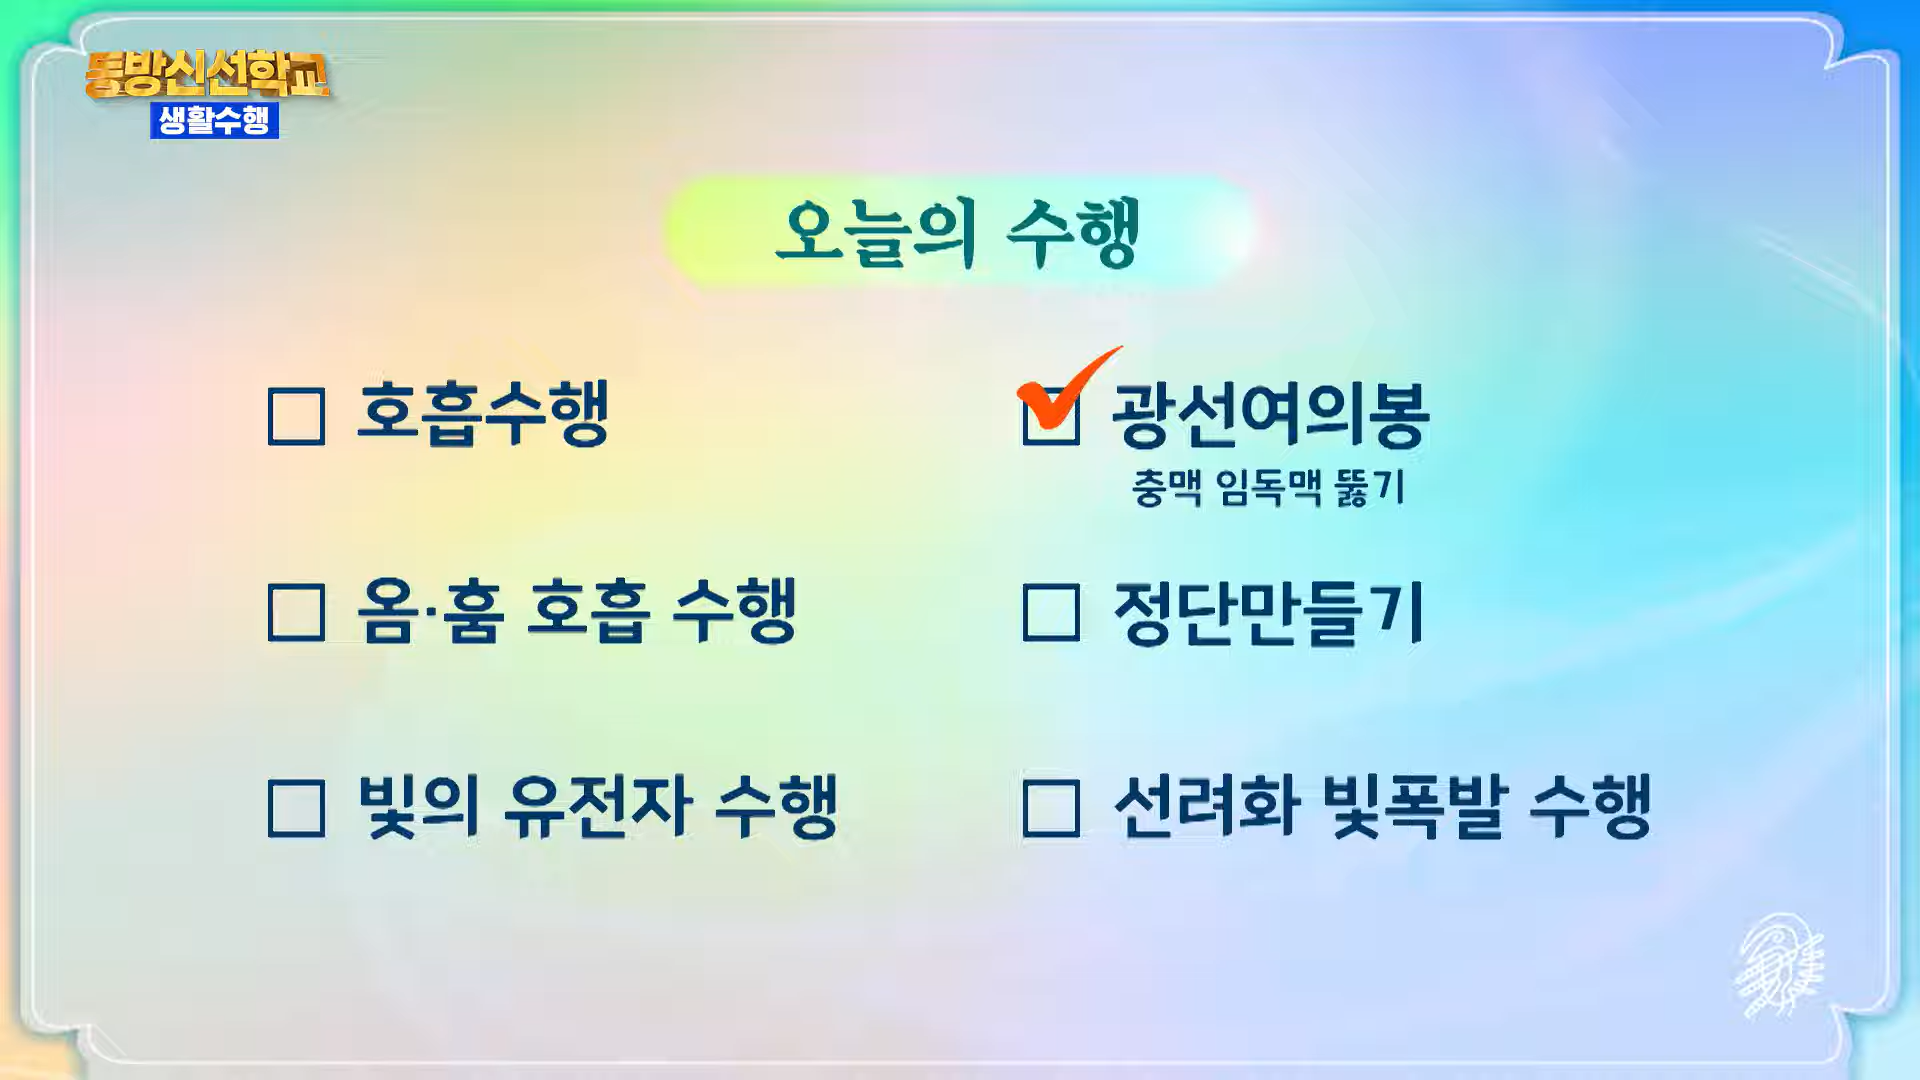 동방신선학교
생활수행
오늘의 수행
호흡수행
광선여의봉
충맥 임독맥 뚫기
옴·훔 호흡 수행
정단만들기
빛의 유전자 수행
선려화 빛폭발 수행